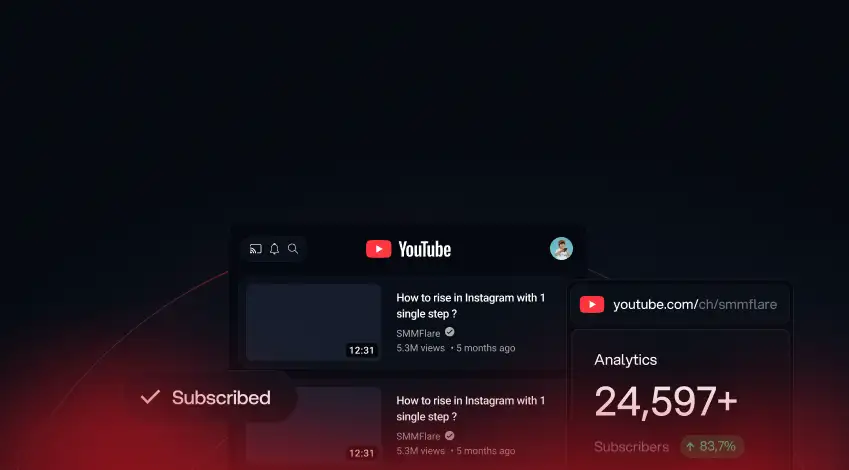 YouTube
How to rise in Instagram with 1
single step ?
SMMFlare
5.3M views • 5 months ago
12:31
youtube.com/ch/smmflare
Analytics
24,597+
Subscribers 83,7%
Subscribed
How to rise in Instagram with 1
single step ?
SMMFlare
5.3M views • 5 months ago
12:31